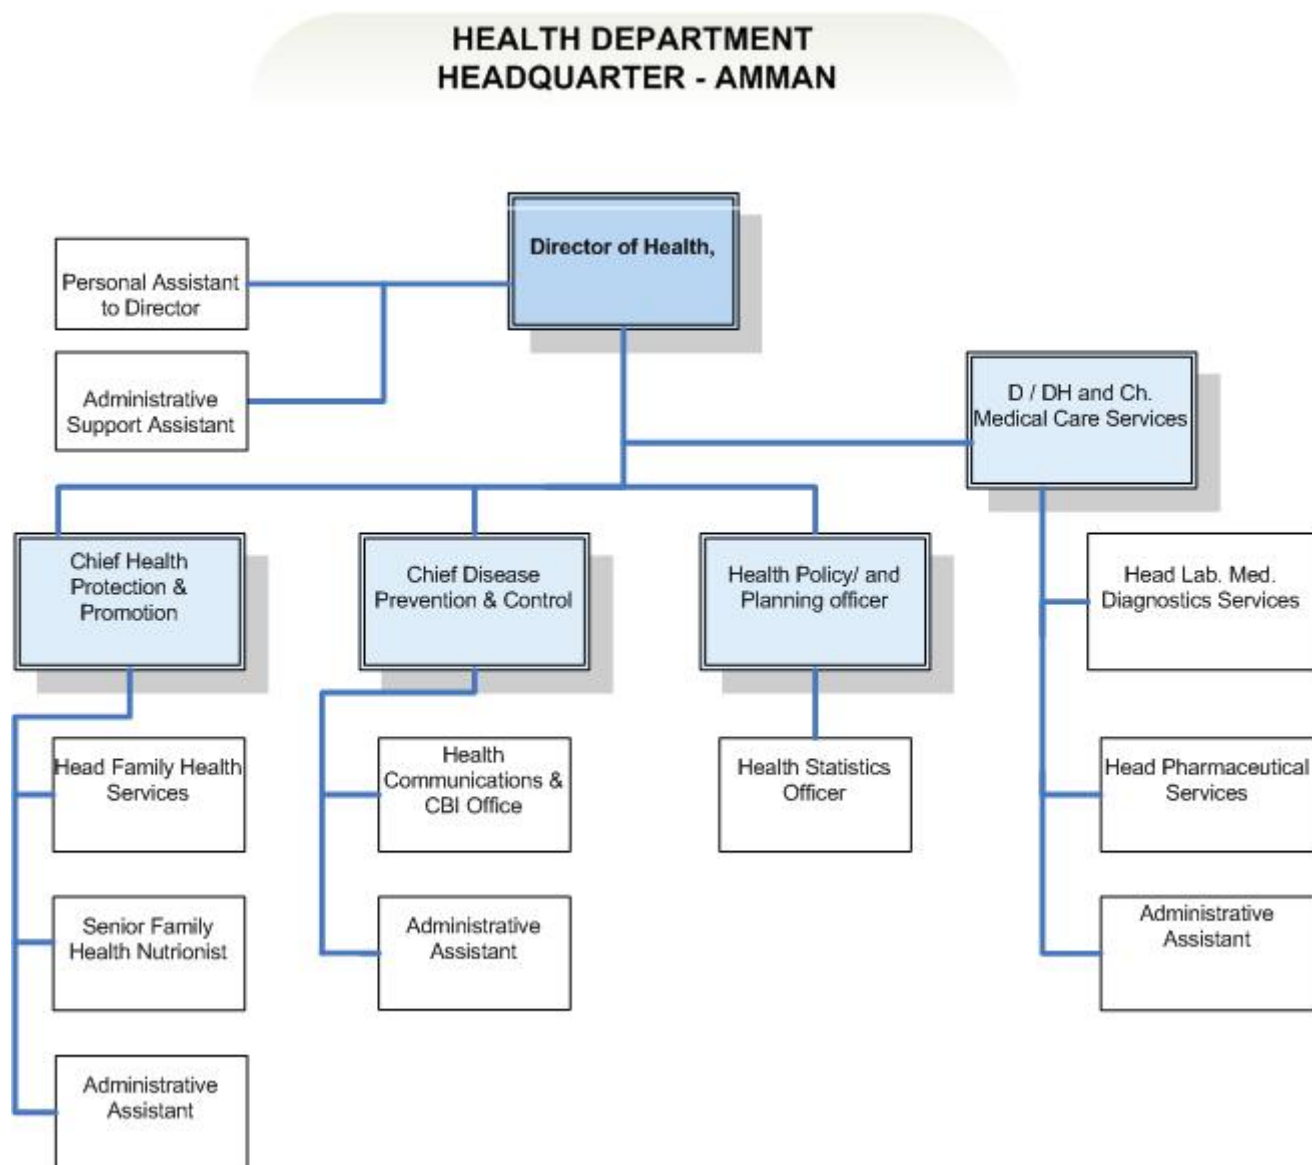 HEALTH DEPARTMENT
HEADQUARTER - AMMAN
Director of Health,
Personal Assistant
to Director
Administrative
Support Assistant
D / DH and Ch.
Medical Care Services
Chief Health
Protection &
Promotion
Chief Disease
Prevention & Control
Health Policy/ and
Planning officer
Head Lab. Med.
Diagnostics Services
Head Family Health
Services
Health
Communications &
CBI Office
Health Statistics
Officer
Head Pharmaceutical
Services
Senior Family
Health Nutrionist
Administrative
Assistant
Administrative
Assistant
Administrative
Assistant